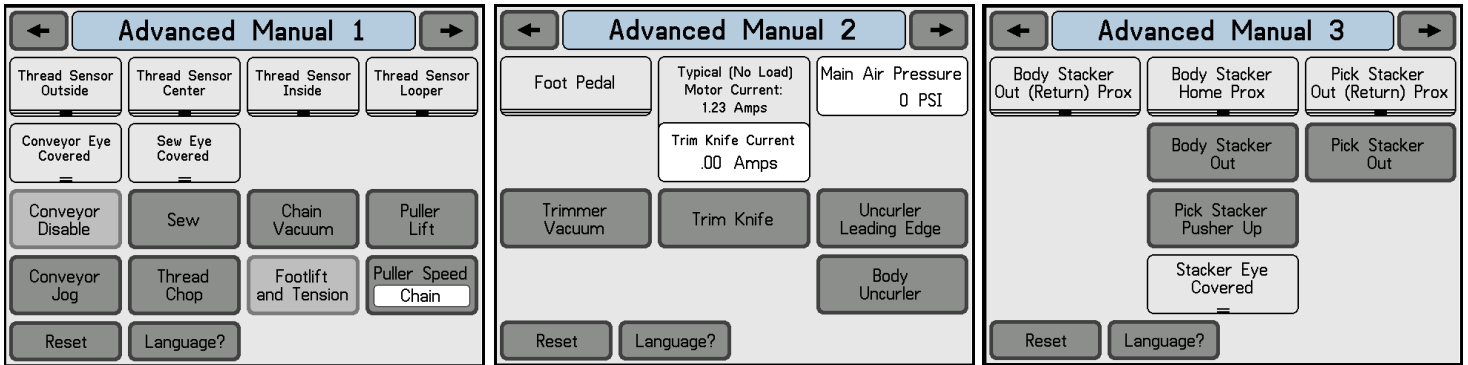 Advanced Manual 1
Thread Sensor
Outside
Thread Sensor
Center
Thread Sensor
Inside
Thread Sensor
Looper
Conveyor Eye
Covered
Sew Eye
Covered
Conveyor
Disable
Sew
Chain
Vacuum
Puller
Lift
Conveyor
Jog
Thread
Chop
Footlift
and Tension
Puller Speed
Chain
Reset
Language?
Advanced Manual 2
Foot Pedal
Typical (No Load)
Motor Current:
1.23 Amps
Main Air Pressure
0 PSI
Trim Knife Current
.00 Amps
Trimmer
Vacuum
Trim Knife
Uncurler
Leading Edge
Body
Uncurler
Reset
Language?
Advanced Manual 3
Body Stacker
Out (Return) Prox
Body Stacker
Home Prox
Pick Stacker
Out (Return) Prox
Body Stacker
Out
Pick Stacker
Out
Pick Stacker
Pusher Up
Stacker Eye
Covered
Reset
Language?